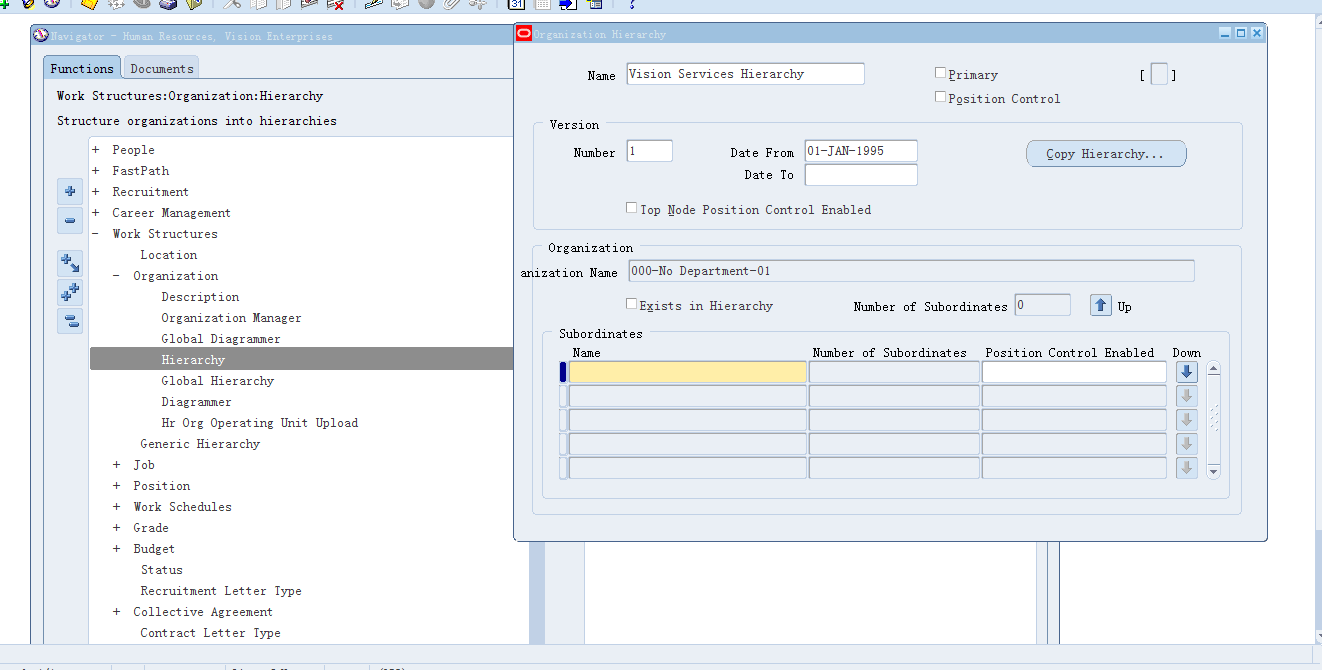 31
?
Navigator - Human Resources, Vision Enterprises
Functions
Documents
Work Structures:Organization:Hierarchy
Structure organizations into hierarchies
+ People
+ FastPath
+ Recruitment
+ Career Management
- Work Structures
Location
- Organization
Description
Organization Manager
Global Diagrammer
Hierarchy
Global Hierarchy
Diagrammer
Hr Org Operating Unit Upload
Generic Hierarchy
+ Job
+ Position
+ Work Schedules
+ Grade
+ Budget
Status
Recruitment Letter Type
+ Collective Agreement
Contract Letter Type
Organization Hierarchy
Name Vision Services Hierarchy
Primary
[ ]
Position Control
Version
Number 1
Date From 01-JAN-1995
Copy Hierarchy...
Date To
Top Node Position Control Enabled
Organization
anization Name 000-No Department-01
Exists in Hierarchy
Number of Subordinates 0
Up
Subordinates
Name Number of Subordinates Position Control Enabled Down